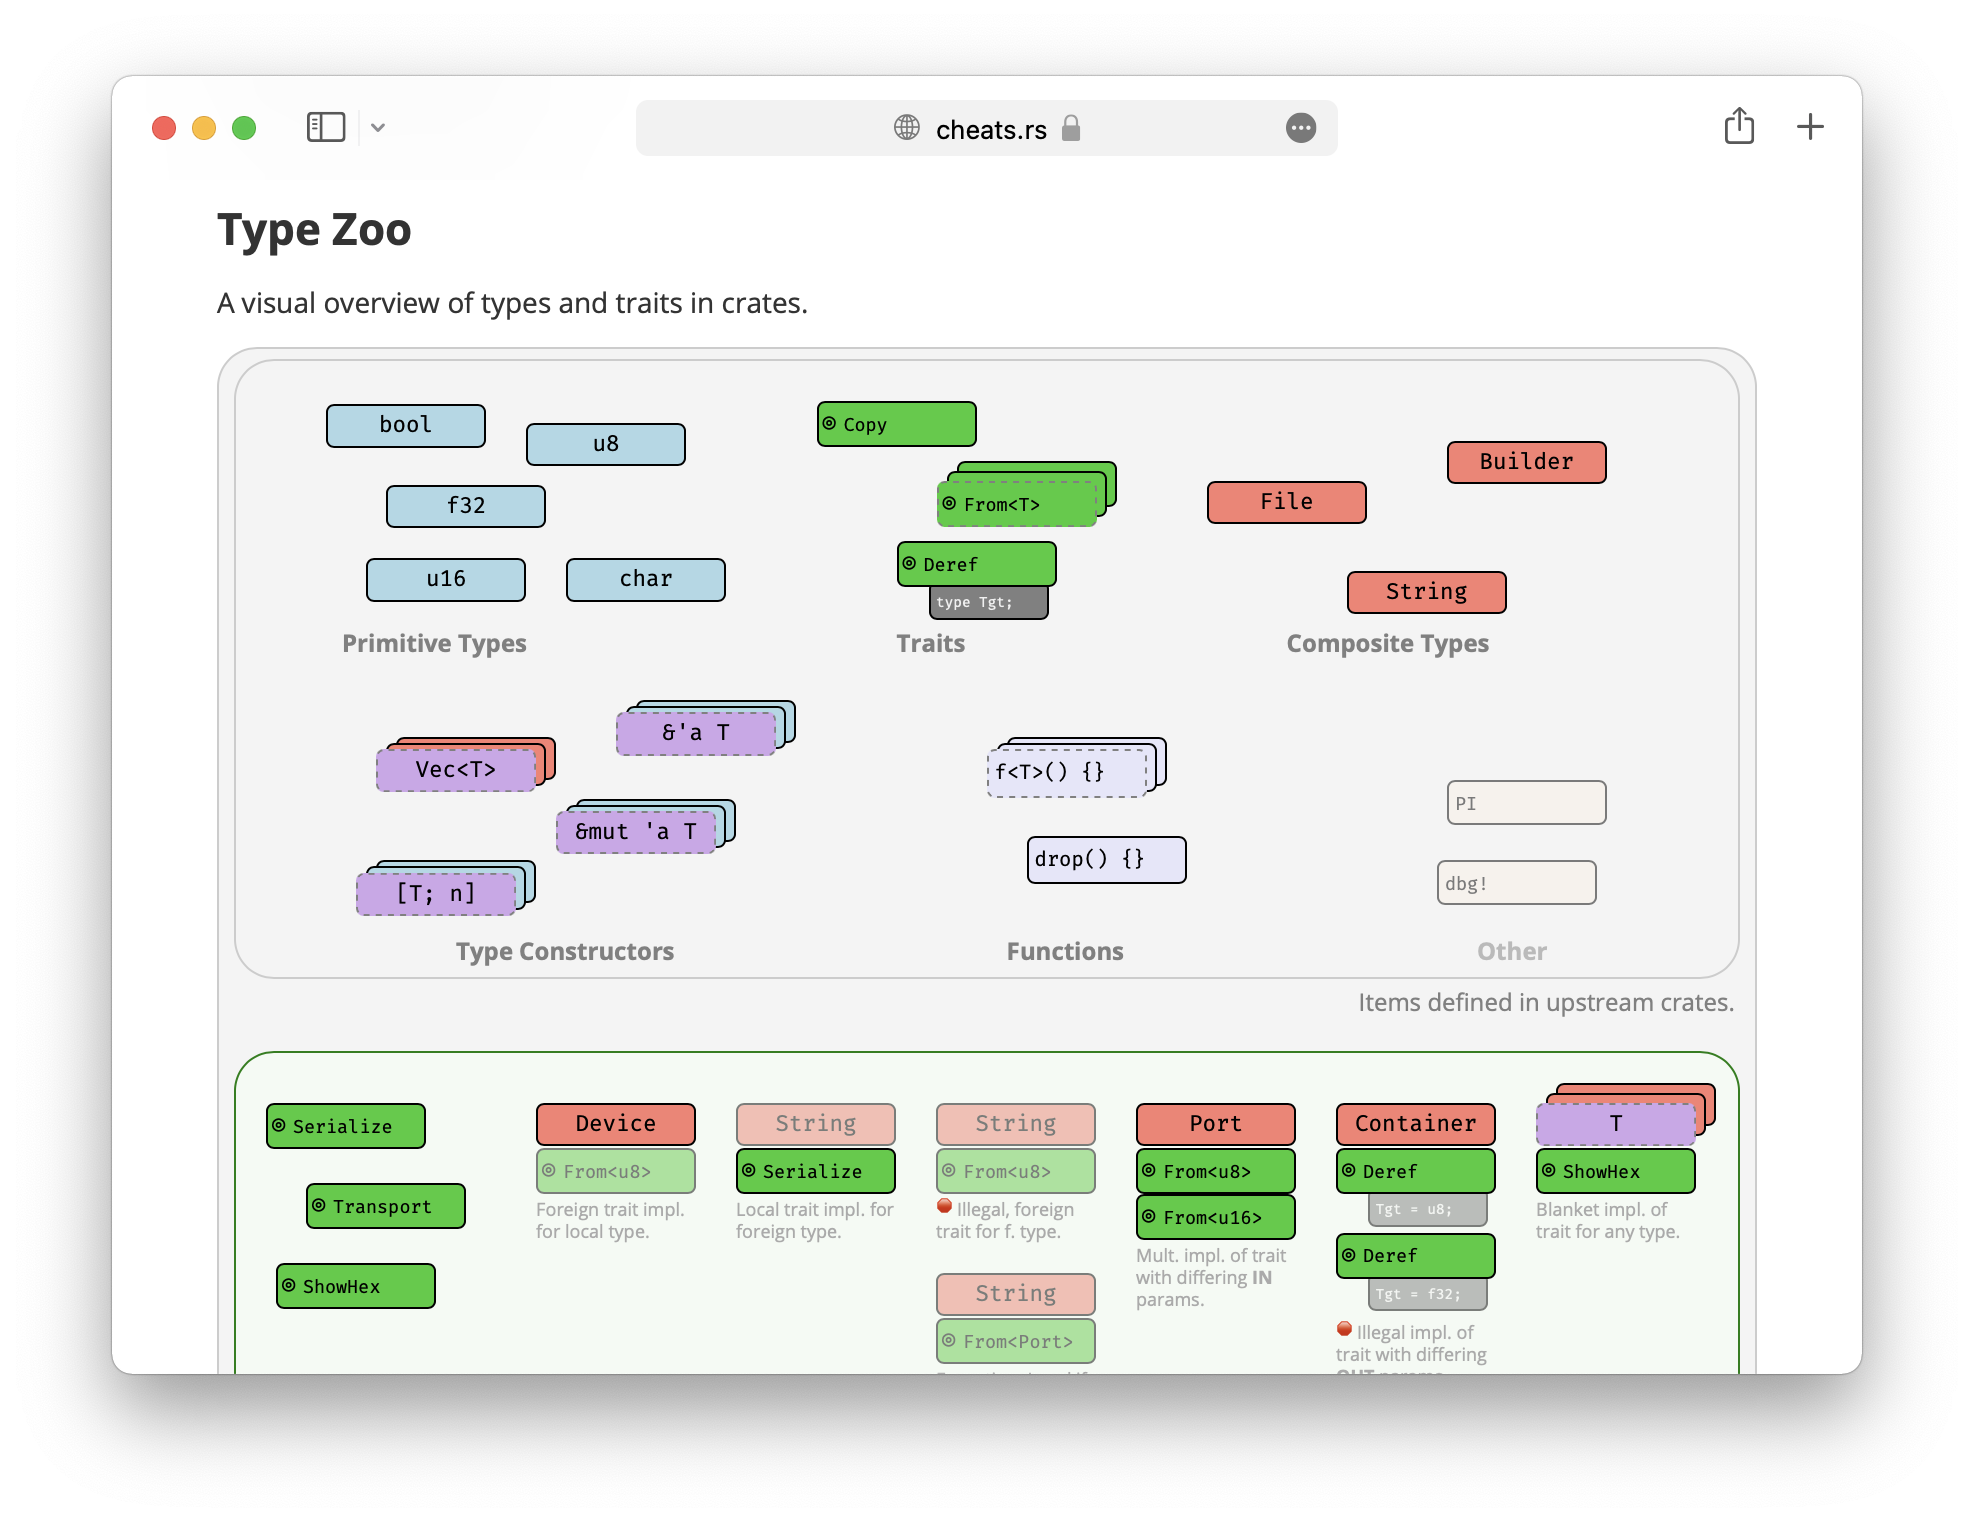 cheats.rs
Type Zoo
A visual overview of types and traits in crates.
bool
u8
f32
u16
char
Primitive Types
Copy
From<T>
Deref
type Tgt;
Traits
Builder
File
String
Composite Types
&'a T
Vec<T>
&mut 'a T
[T; n]
Type Constructors
f<T>() {}
drop() {}
Functions
PI
dbg!
Other
Items defined in upstream crates.
Serialize
Transport
ShowHex
Device
From<u8>
Foreign trait impl.
for local type.
String
Serialize
Local trait impl. for
foreign type.
String
From<u8>
Illegal, foreign
trait for f. type.
String
From<Port>
Port
From<u8>
From<u16>
Mult. impl. of trait
with differing IN
params.
Container
Deref
Tgt = u8;
Deref
Tgt = f32;
Illegal impl. of
trait with differing
OUT params.
T
ShowHex
Blanket impl. of
trait for any type.